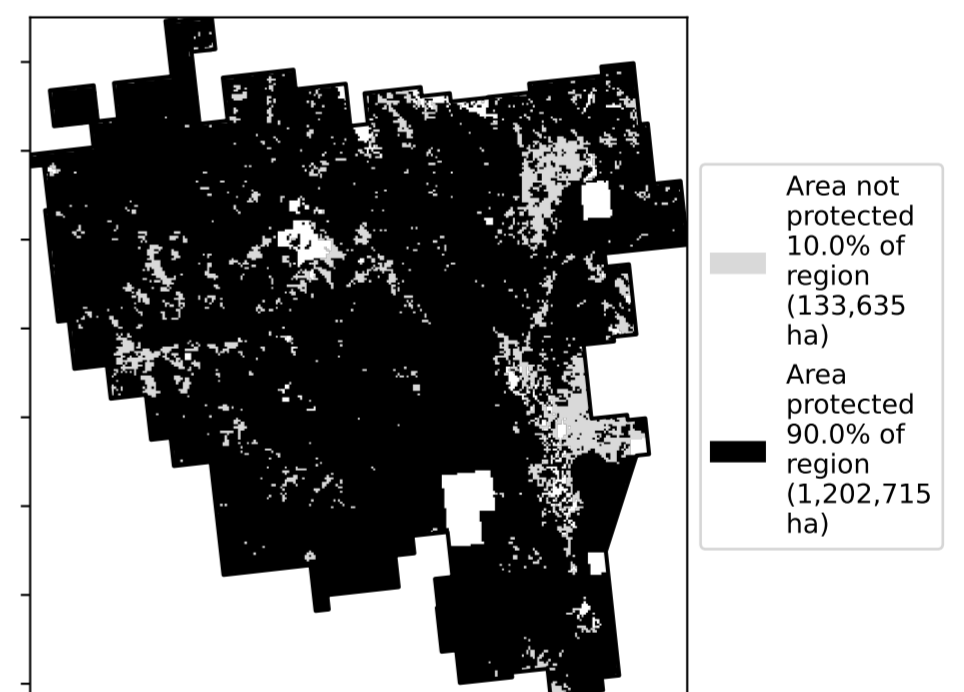 Area not
protected
10.0% of
region
(133,635
ha)
Area
protected
90.0% of
region
(1,202,715
ha)